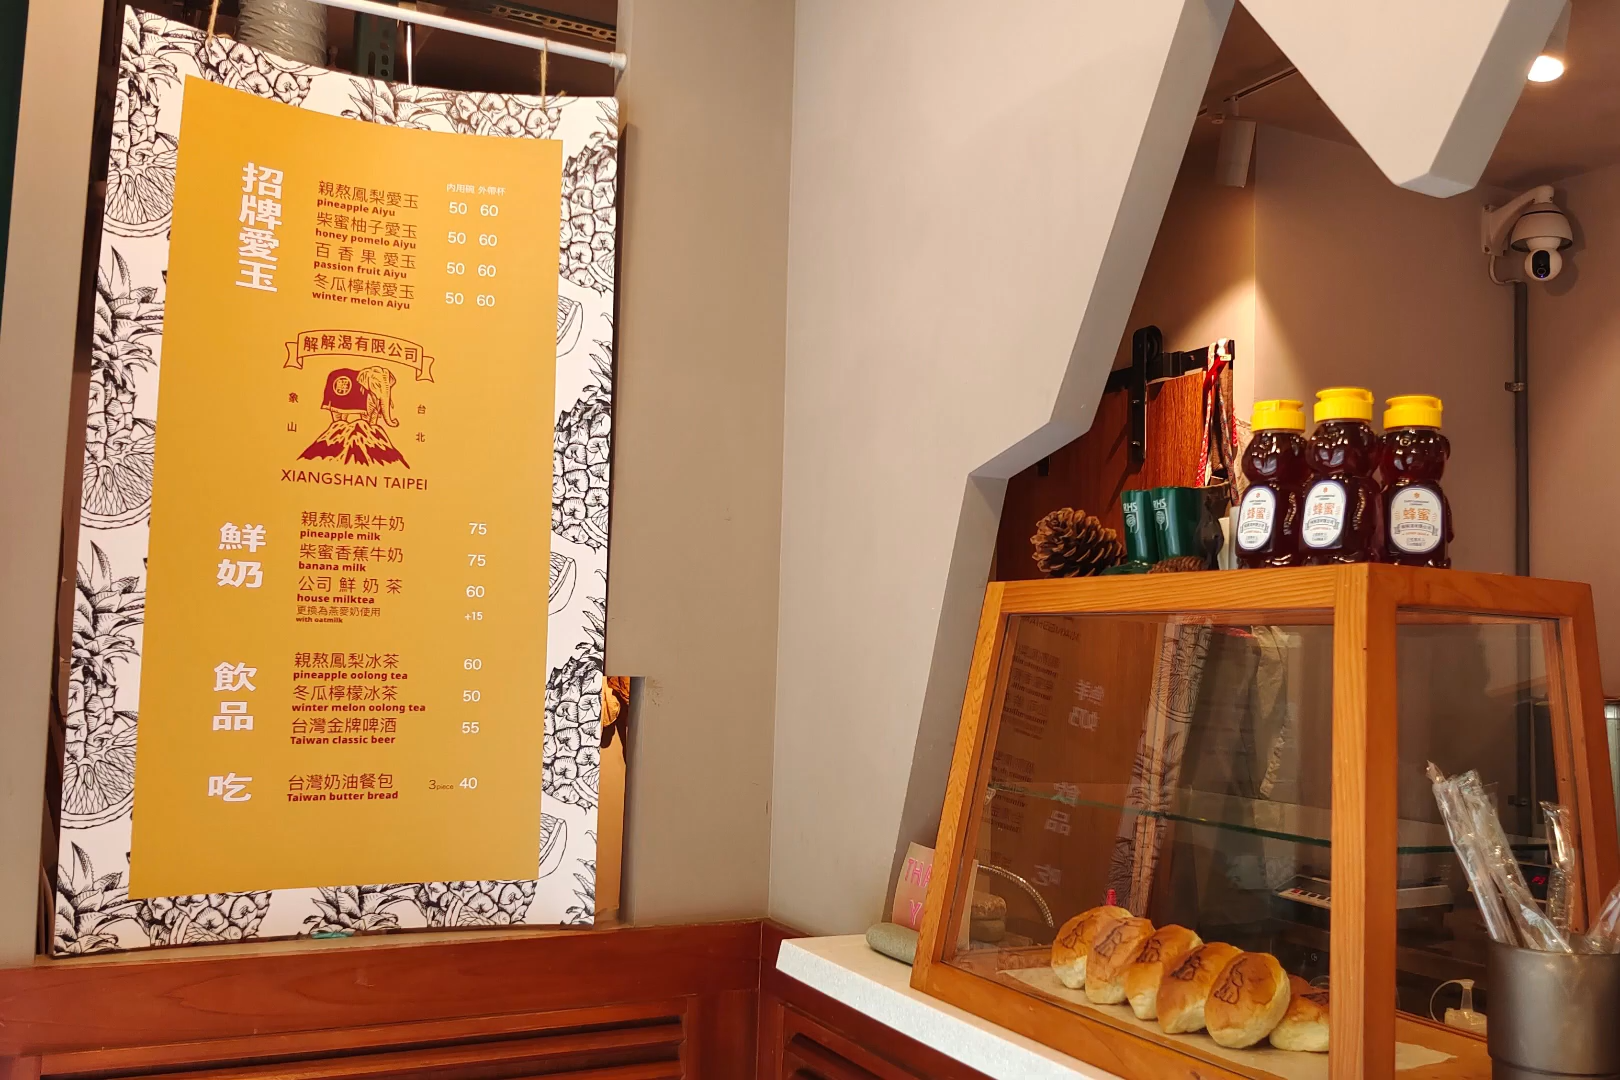 招牌愛玉
內用碗 外帶杯
親熬鳳梨愛玉 50 60
pineapple Aiyu
柴蜜柚子愛玉 50 60
honey pomelo Aiyu
百香果愛玉 50 60
passion fruit Aiyu
冬瓜檸檬愛玉 50 60
winter melon Aiyu
解解渴有限公司
解
象山
台北
XIANGSHAN TAIPEI
鮮奶
親熬鳳梨牛奶 75
pineapple milk
柴蜜香蕉牛奶 75
banana milk
公司鮮奶茶 60
house milktea
更換為燕麥奶使用 +15
with oatmilk
飲品
親熬鳳梨冰茶 60
pineapple oolong tea
冬瓜檸檬冰茶 50
winter melon oolong tea
台灣金牌啤酒 55
Taiwan classic beer
吃
台灣奶油餐包 3piece 40
Taiwan butter bread
RHS
RHS
蜂蜜
蜂蜜
蜂蜜